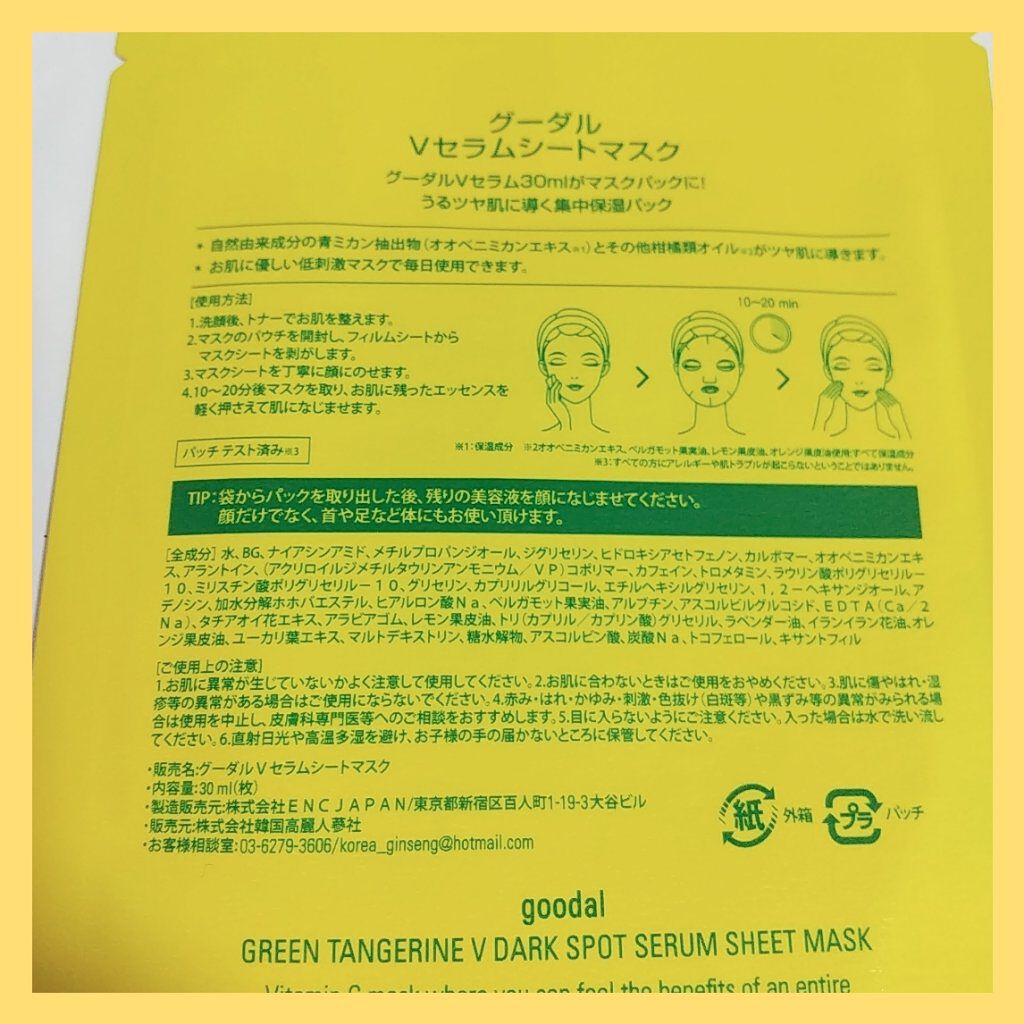 グーダル
Vセラムシートマスク
グーダルVセラム30mlがマスクパックに!
うるツヤ肌に導く集中保湿パック
* 自然由来成分の青ミカン抽出物(オオベニミカンエキス※1)とその他柑橘類オイル※2がツヤ肌に導きます。
* お肌に優しい低刺激マスクで毎日使用できます。
[使用方法]
1.洗顔後、トナーでお肌を整えます。
2.マスクのパウチを開封し、フィルムシートから
マスクシートを剥がします。
3.マスクシートを丁寧に顔にのせます。
4.10〜20分後マスクを取り、お肌に残ったエッセンスを
軽く押さえて肌になじませます。
10〜20 min
パッチテスト済み※3
※1:保湿成分 ※2オオベニミカンエキス、ベルガモット果実油、レモン果皮油、オレンジ果皮油使用:すべて保湿成分
※3:すべての方にアレルギーや肌トラブルが起こらないということではありません。
TIP:袋からパックを取り出した後、残りの美容液を顔になじませてください。
顔だけでなく、首や足など体にもお使い頂けます。
[全成分] 水、BG、ナイアシンアミド、メチルプロパンジオール、ジグリセリン、ヒドロキシアセトフェノン、カルボマー、オオベニミカンエキ
ス、アラントイン、(アクリロイルジメチルタウリンアンモニウム/VP)コポリマー、カフェイン、トロメタミン、ラウリン酸ポリグリセリル-
10、ミリスチン酸ポリグリセリル-10、グリセリン、カプリリルグリコール、エチルヘキシルグリセリン、1,2-ヘキサンジオール、ア
デノシン、加水分解ホホバエステル、ヒアルロン酸Na、ベルガモット果実油、アルブチン、アスコルビルグルコシド、EDTA(Ca/2
Na)、タチアオイ花エキス、アラビアゴム、レモン果皮油、トリ(カプリル/カプリン酸)グリセリル、ラベンダー油、イランイラン花油、オレ
ンジ果皮油、ユーカリ葉エキス、マルトデキストリン、糖水解物、アスコルビン酸、炭酸Na、トコフェロール、キサントフィル
[ご使用上の注意]
1.お肌に異常が生じていないかよく注意して使用してください。2.お肌に合わないときはご使用をおやめください。3.肌に傷やはれ・湿
疹等の異常がある場合はご使用にならないでください。4.赤み・はれ・かゆみ・刺激・色抜け(白斑等)や黒ずみ等の異常がみられる場
合は使用を中止し、皮膚科専門医等へのご相談をおすすめします。5.目に入らないようにご注意ください。入った場合は水で洗い流し
てください。6.直射日光や高温多湿を避け、お子様の手の届かないところに保管してください。
・販売名:グーダルVセラムシートマスク
・内容量:30 ml(枚)
・製造販売元:株式会社ENCJAPAN/東京都新宿区百人町1-19-3大谷ビル
・販売元:株式会社韓国高麗人蔘社
・お客様相談室:03-6279-3606/korea_ginseng@hotmail.com
紙 外箱 プラ パッチ
goodal
GREEN TANGERINE V DARK SPOT SERUM SHEET MASK
Vitamin C mask where you can feel the benefits of an entire